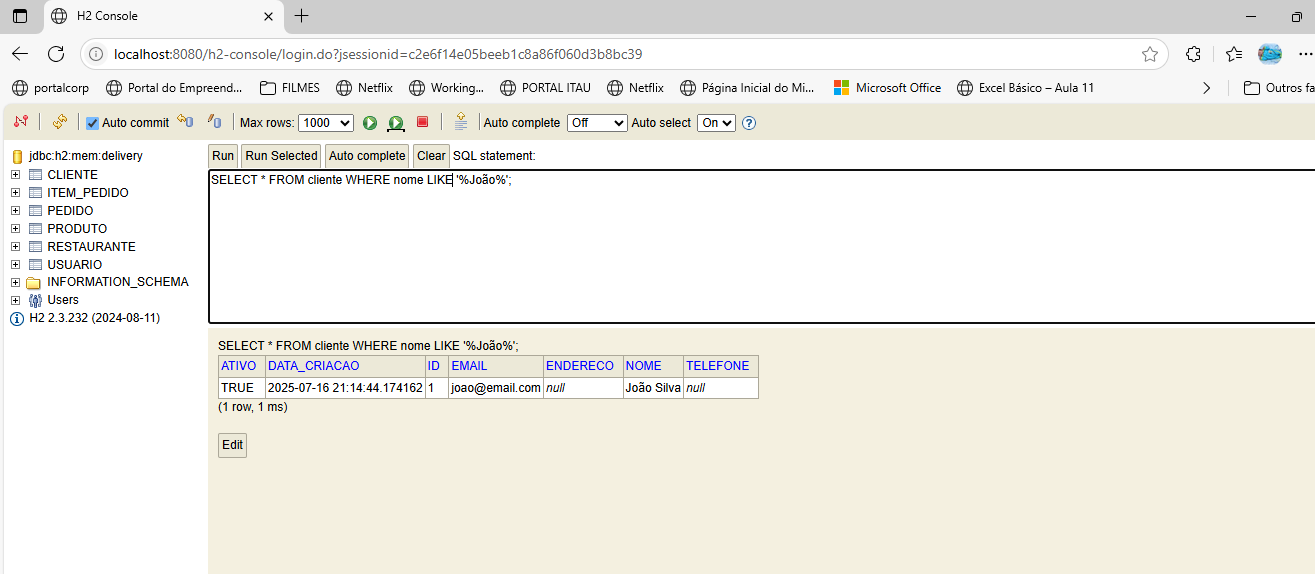 H2 Console
localhost:8080/h2-console/login.do?jsessionid=c2e6f14e05beeb1c8a86f060d3b8bc39
portalcorp Portal do Empreend... FILMES Netflix Working... PORTAL ITAU Netflix Página Inicial do Mi... Microsoft Office Excel Básico – Aula 11 Outros fa
Auto commit Max rows: 1000 Auto complete Off Auto select On
jdbc:h2:mem:delivery
CLIENTE
ITEM_PEDIDO
PEDIDO
PRODUTO
RESTAURANTE
USUARIO
INFORMATION_SCHEMA
Users
H2 2.3.232 (2024-08-11)
Run Run Selected Auto complete Clear SQL statement:
SELECT * FROM cliente WHERE nome LIKE '%João%';
SELECT * FROM cliente WHERE nome LIKE '%João%';
ATIVO DATA_CRIACAO ID EMAIL ENDERECO NOME TELEFONE
TRUE 2025-07-16 21:14:44.174162 1 joao@email.com null João Silva null
(1 row, 1 ms)
Edit